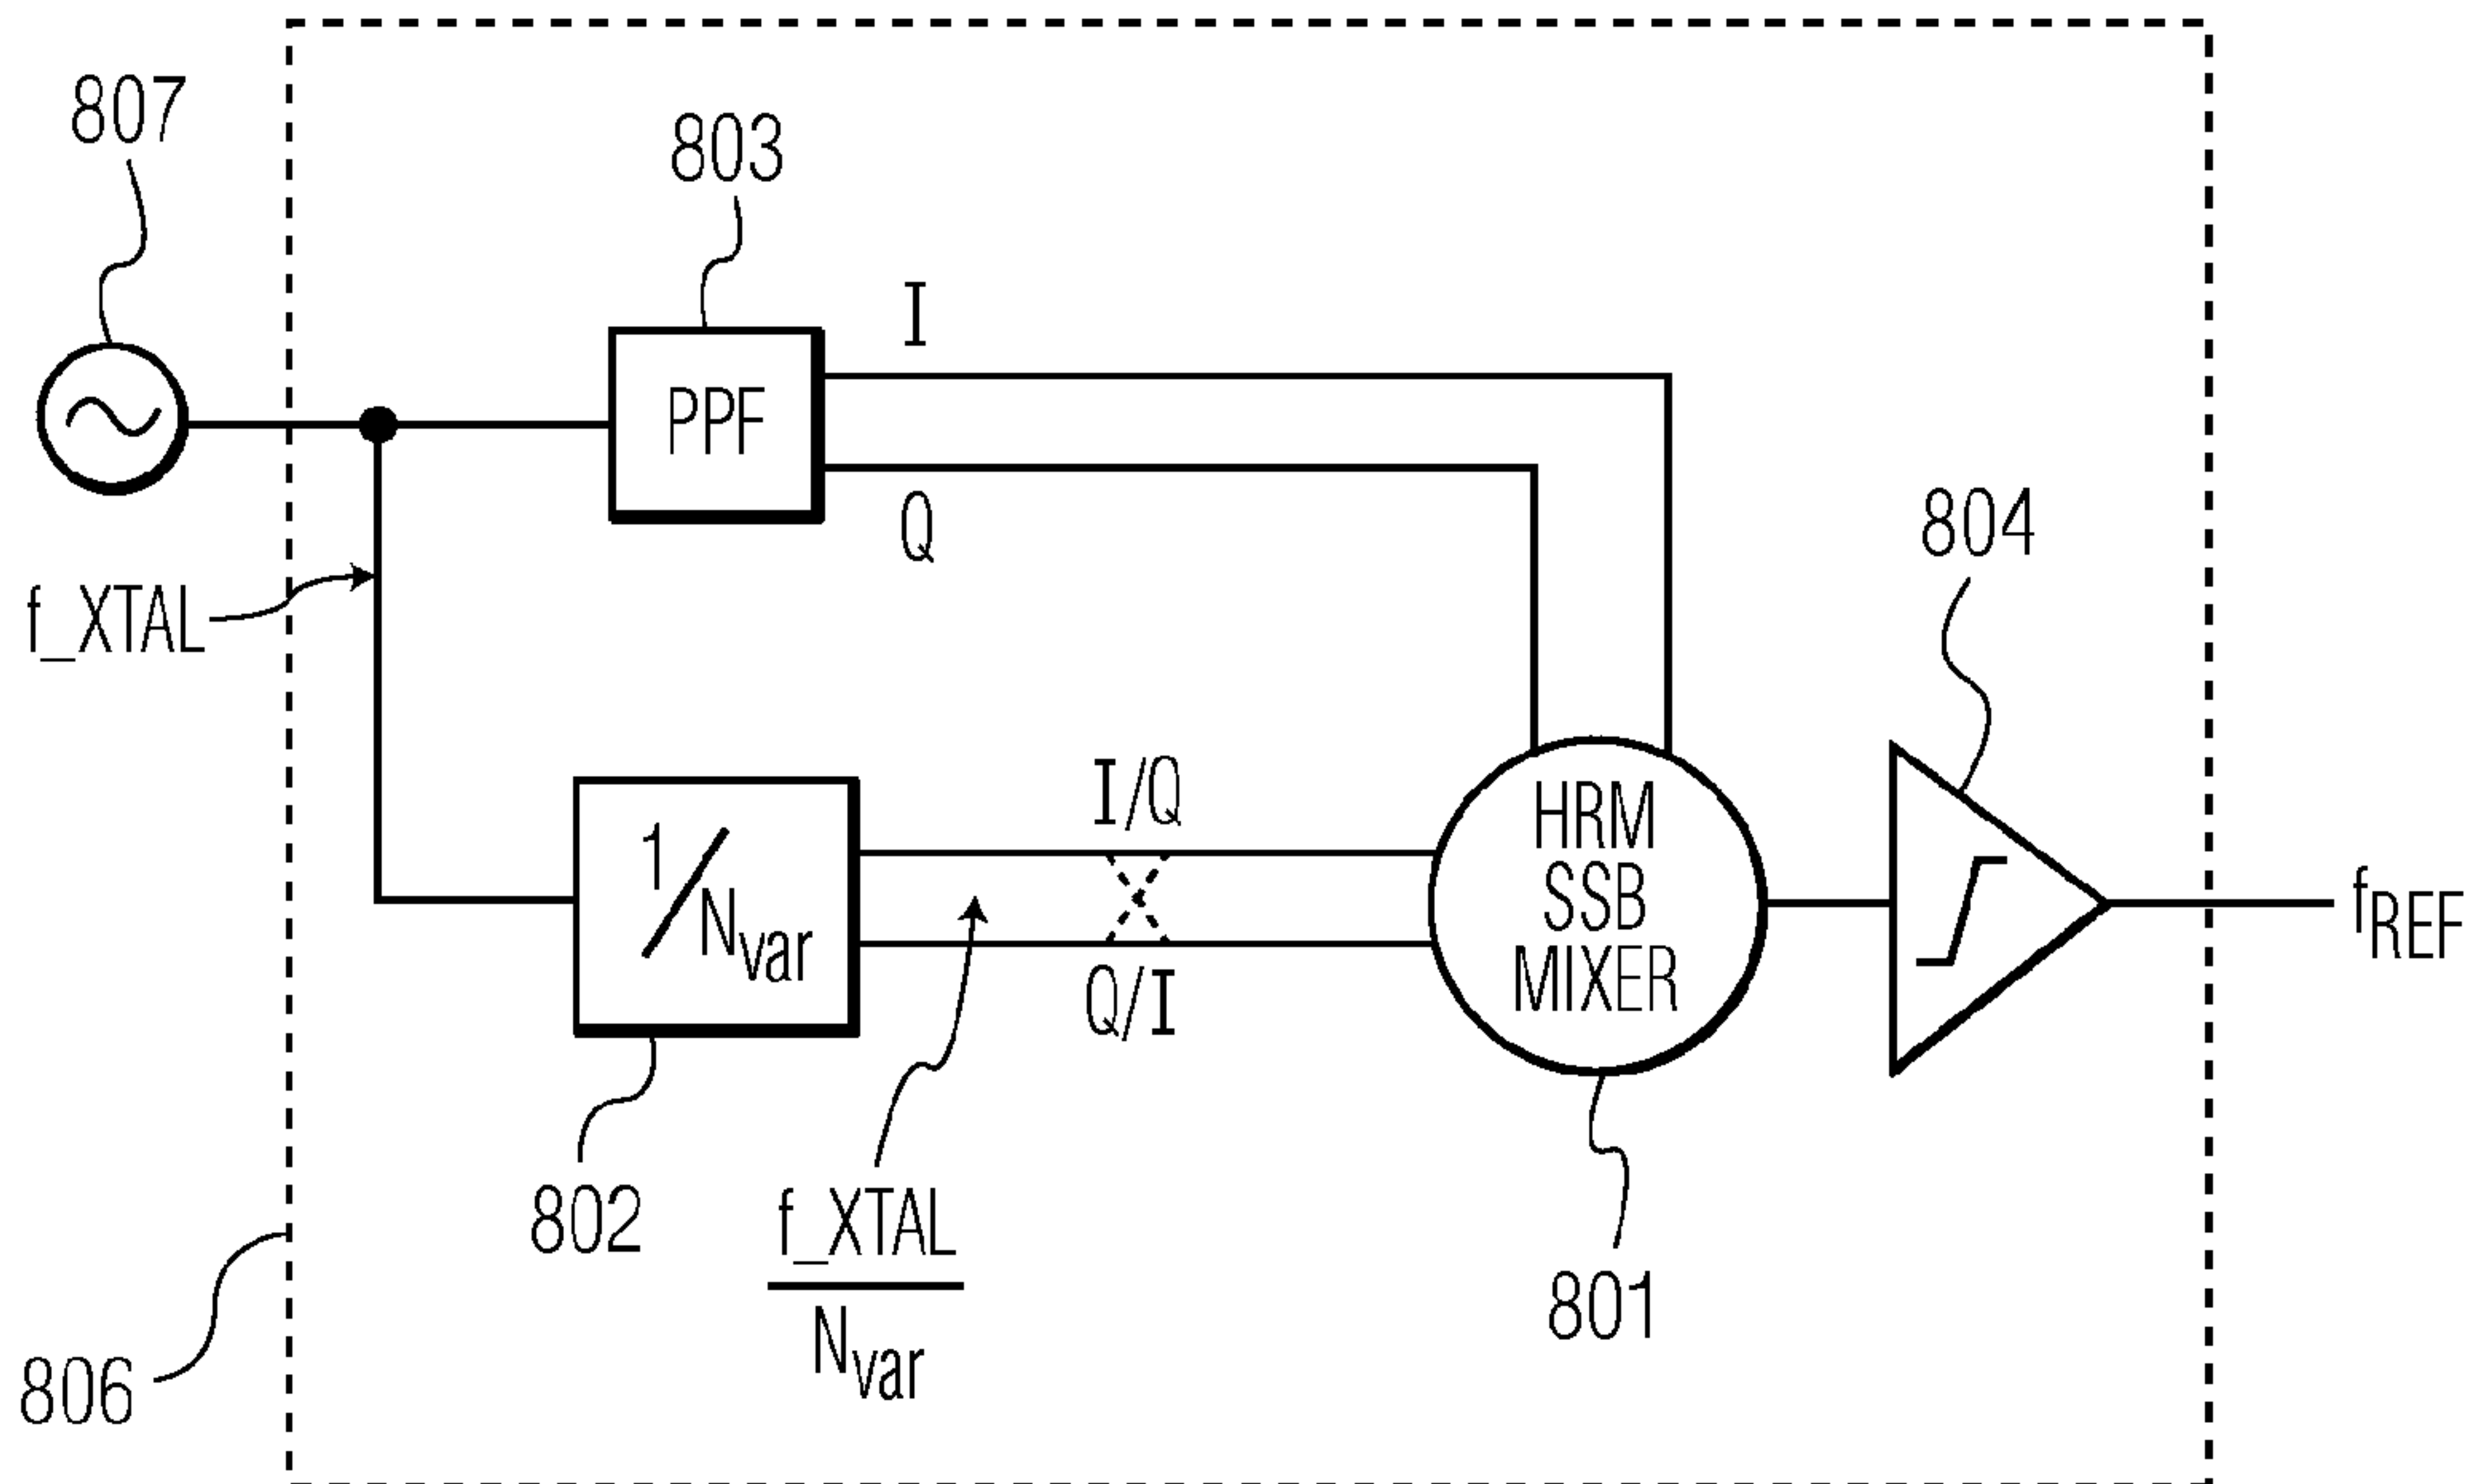 807
803
I
PPF
Q
804
f_XTAL
I/Q
HRM
SSB
MIXER
1/Nvar
fREF
Q/I
802
f_XTAL
Nvar
801
806